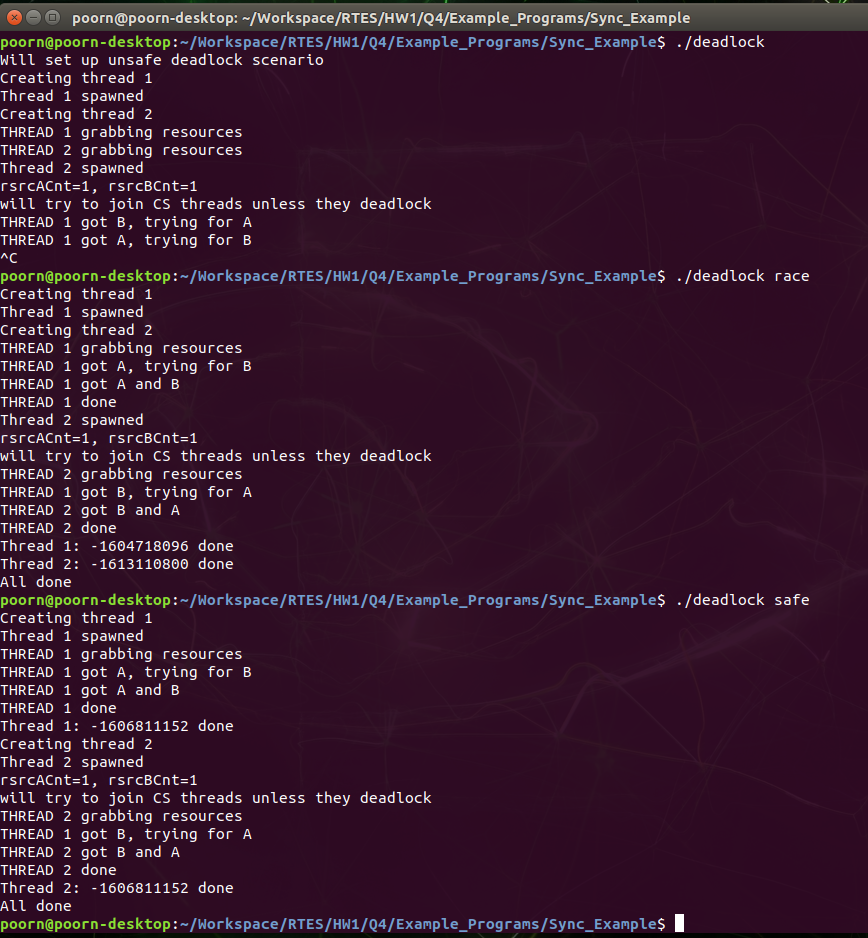 poorn@poorn-desktop: ~/Workspace/RTES/HW1/Q4/Example_Programs/Sync_Example
poorn@poorn-desktop:~/Workspace/RTES/HW1/Q4/Example_Programs/Sync_Example$ ./deadlock
Will set up unsafe deadlock scenario
Creating thread 1
Thread 1 spawned
Creating thread 2
THREAD 1 grabbing resources
THREAD 2 grabbing resources
Thread 2 spawned
rsrcACnt=1, rsrcBCnt=1
will try to join CS threads unless they deadlock
THREAD 1 got B, trying for A
THREAD 1 got A, trying for B
^C
poorn@poorn-desktop:~/Workspace/RTES/HW1/Q4/Example_Programs/Sync_Example$ ./deadlock race
Creating thread 1
Thread 1 spawned
Creating thread 2
THREAD 1 grabbing resources
THREAD 1 got A, trying for B
THREAD 1 got A and B
THREAD 1 done
Thread 2 spawned
rsrcACnt=1, rsrcBCnt=1
will try to join CS threads unless they deadlock
THREAD 2 grabbing resources
THREAD 1 got B, trying for A
THREAD 2 got B and A
THREAD 2 done
Thread 1: -1604718096 done
Thread 2: -1613110800 done
All done
poorn@poorn-desktop:~/Workspace/RTES/HW1/Q4/Example_Programs/Sync_Example$ ./deadlock safe
Creating thread 1
Thread 1 spawned
THREAD 1 grabbing resources
THREAD 1 got A, trying for B
THREAD 1 got A and B
THREAD 1 done
Thread 1: -1606811152 done
Creating thread 2
Thread 2 spawned
rsrcACnt=1, rsrcBCnt=1
will try to join CS threads unless they deadlock
THREAD 2 grabbing resources
THREAD 1 got B, trying for A
THREAD 2 got B and A
THREAD 2 done
Thread 2: -1606811152 done
All done
poorn@poorn-desktop:~/Workspace/RTES/HW1/Q4/Example_Programs/Sync_Example$